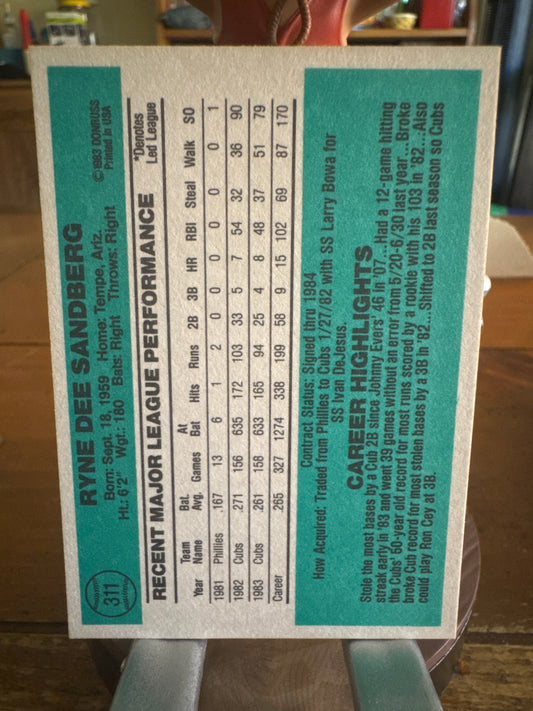 311
RYNE DEE SANDBERG
© 1983 DONRUSS
Printed in USA
Born: Sept. 18, 1959 Home: Tempe, Ariz.
Ht.: 6'2" Wgt.: 180 Bats: Right Throws: Right
RECENT MAJOR LEAGUE PERFORMANCE
*Denotes
Led League
Year Team Name Bat. Avg. Games At Bat Hits Runs 2B 3B HR RBI Steal Walk SO
1981 Phillies .167 13 6 1 2 0 0 0 0 0 0 1
1982 Cubs .271 156 635 172 103 33 5 7 54 32 36 90
1983 Cubs .261 158 633 165 94 25 4 8 48 37 51 79
Career .265 327 1274 338 199 58 9 15 102 69 87 170
Contract Status: Signed thru 1984
How Acquired: Traded from Phillies to Cubs 1/27/82 with SS Larry Bowa for
SS Ivan DeJesus.
CAREER HIGHLIGHTS
Stole the most bases by a Cub 2B since Johnny Evers' 46 in '07...Had a 12-game hitting
streak early in '83 and went 39 games without an error from 5/20-6/30 last year...Broke
the Cubs' 50-year old record for most runs scored by a rookie with his 103 in '82...Also
broke Cub record for most stolen bases by a 3B in '82... Shifted to 2B last season so Cubs
could play Ron Cey at 3B.